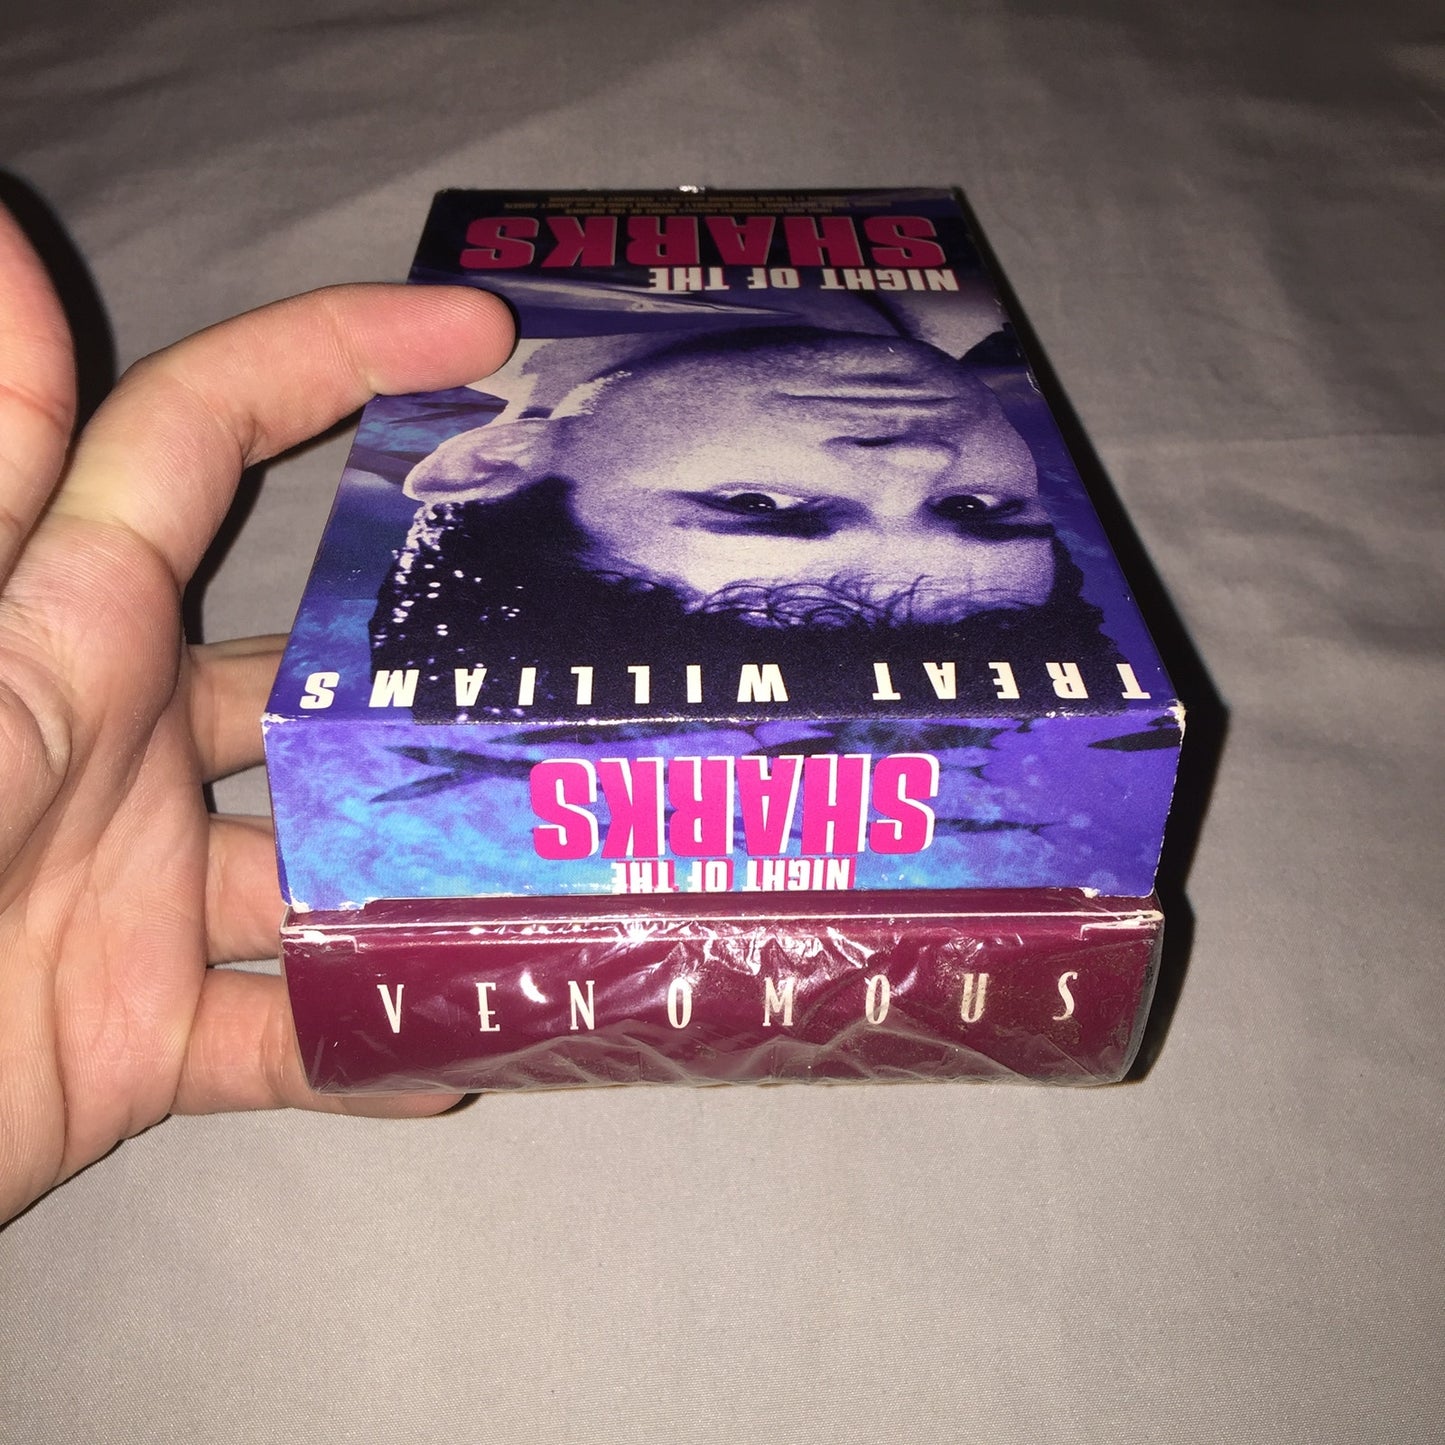 TREAT WILLIAMS
NIGHT OF THE
SHARKS
NIGHT OF THE
SHARKS
VENOMOUS